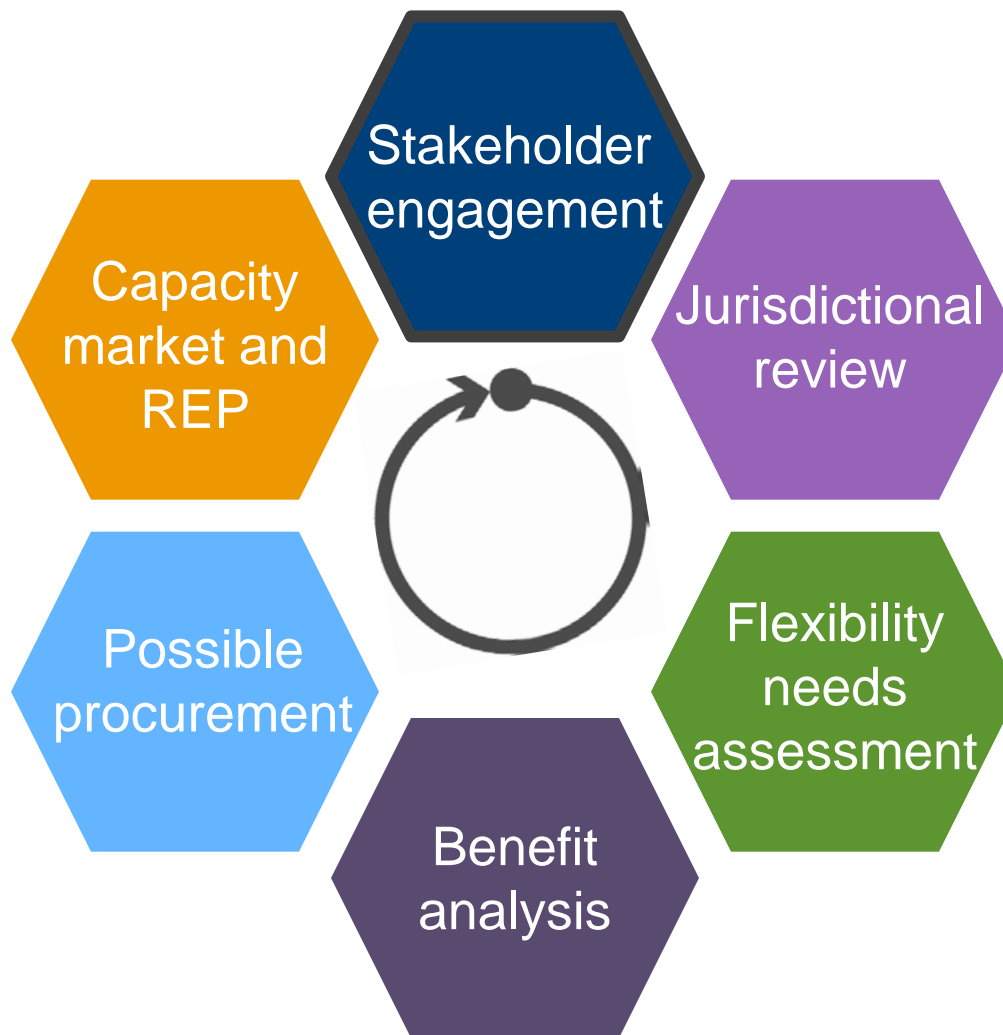 Stakeholder
engagement
Jurisdictional
review
Flexibility
needs
assessment
Benefit
analysis
Possible
procurement
Capacity
market and
REP